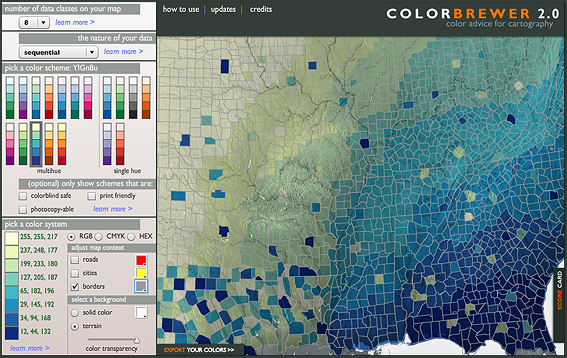 number of data classes on your map
8 learn more >
the nature of your data
sequential learn more >
pick a color scheme: YlGnBu
multihue single hue
(optional) only show schemes that are:
colorblind safe print friendly
photocopy-able learn more >
pick a color system
255, 255, 217 RGB CMYK HEX
237, 248, 177 adjust map context
199, 233, 180 roads
127, 205, 187 cities
65, 182, 196 borders
29, 145, 192 select a background
34, 94, 168 solid color
12, 44, 132 terrain
learn more > color transparency
how to use updates credits
COLORBREWER 2.0
color advice for cartography
SCORE CARD
EXPORT YOUR COLORS >>